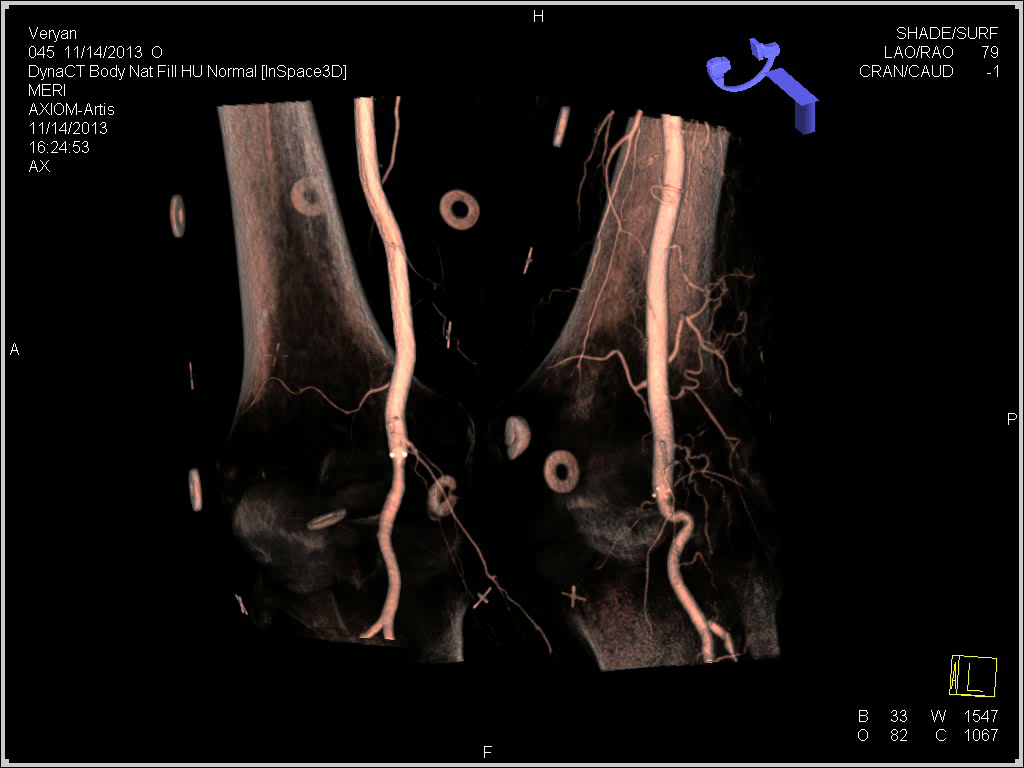 H
Veryan
045 11/14/2013 O
DynaCT Body Nat Fill HU Normal [InSpace3D]
MERI
AXIOM-Artis
11/14/2013
16:24:53
AX
SHADE/SURF
LAO/RAO 79
CRAN/CAUD -1
A
P
L
B 33 W 1547
O 82 C 1067
F